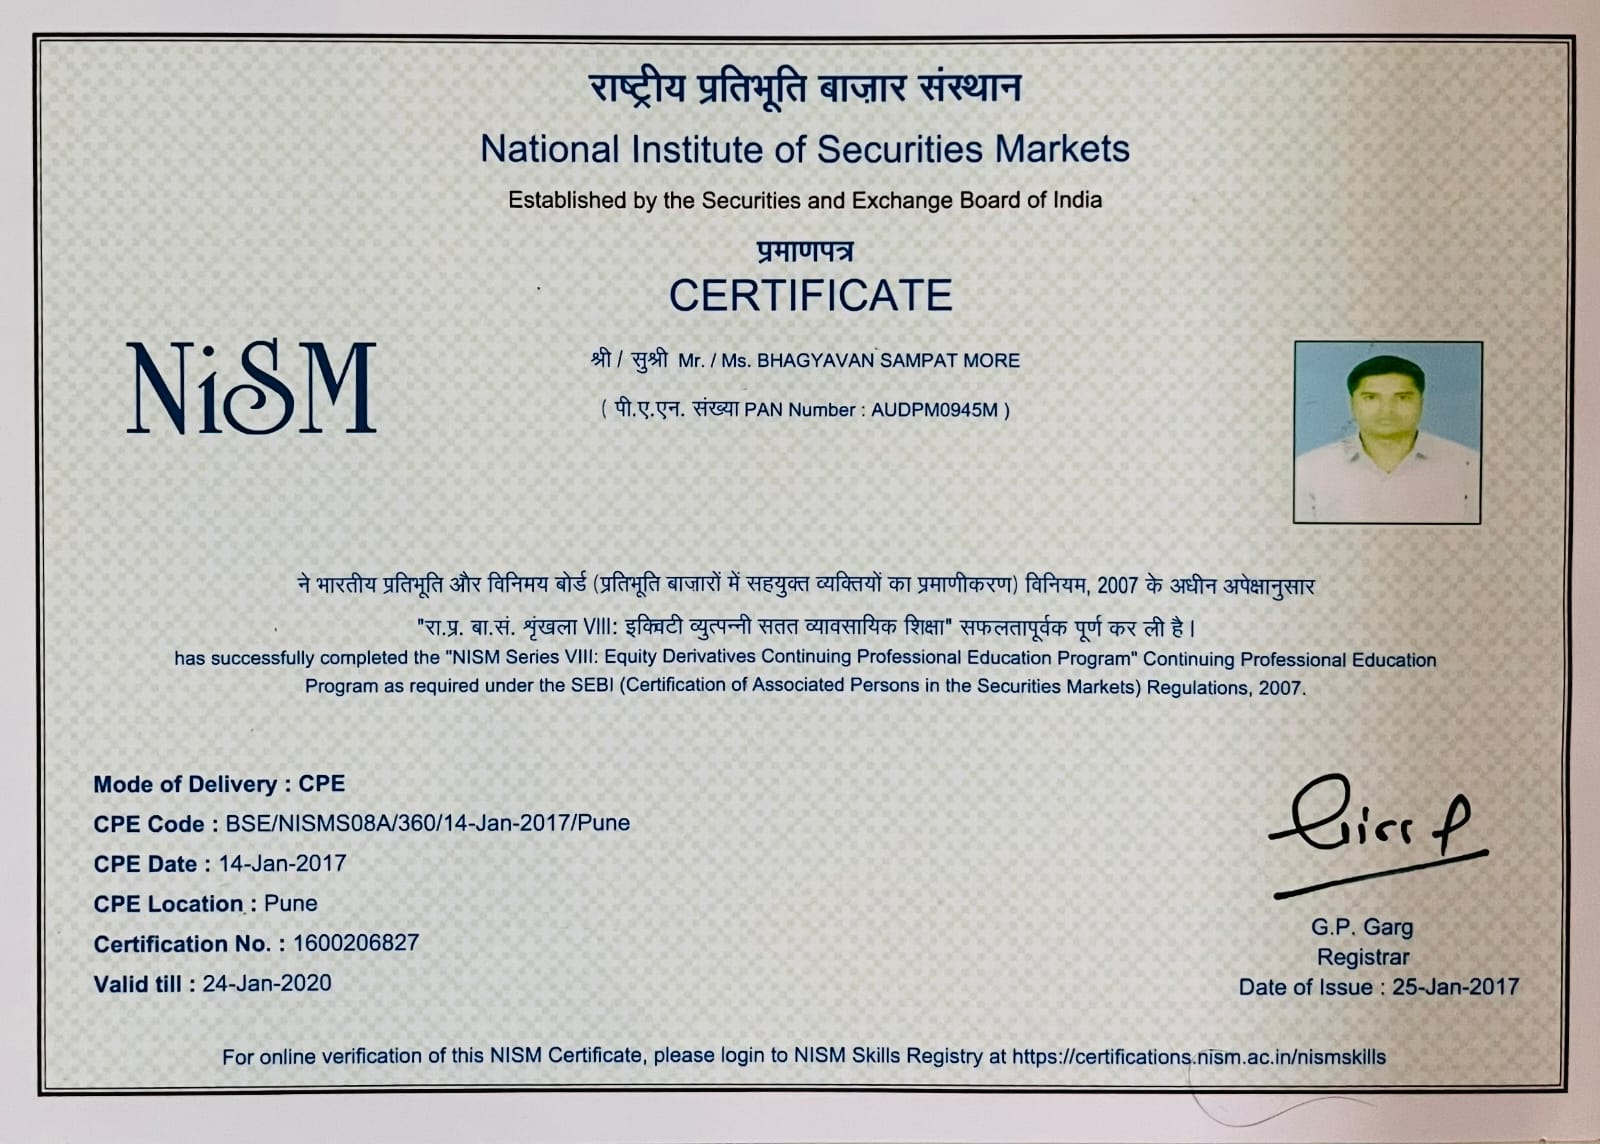 राष्ट्रीय प्रतिभूति बाज़ार संस्थान
National Institute of Securities Markets
Established by the Securities and Exchange Board of India
प्रमाणपत्र
CERTIFICATE
NiSM
श्री / सुश्री Mr. / Ms. BHAGYAVAN SAMPAT MORE
( पी.ए.एन. संख्या PAN Number : AUDPM0945M )
ने भारतीय प्रतिभूति और विनिमय बोर्ड (प्रतिभूति बाज़ारों में सहयुक्त व्यक्तियों का प्रमाणीकरण) विनियम, 2007 के अधीन अपेक्षानुसार
"रा.प्र. बा.सं. शृंखला VIII: इक्विटी व्युत्पन्नी सतत व्यावसायिक शिक्षा" सफलतापूर्वक पूर्ण कर ली है।
has successfully completed the "NISM Series VIII: Equity Derivatives Continuing Professional Education Program" Continuing Professional Education
Program as required under the SEBI (Certification of Associated Persons in the Securities Markets) Regulations, 2007.
Mode of Delivery : CPE
CPE Code : BSE/NISMS08A/360/14-Jan-2017/Pune
CPE Date : 14-Jan-2017
CPE Location : Pune
Certification No. : 1600206827
Valid till : 24-Jan-2020
G.P. Garg
Registrar
Date of Issue : 25-Jan-2017
For online verification of this NISM Certificate, please login to NISM Skills Registry at https://certifications.nism.ac.in/nismskills